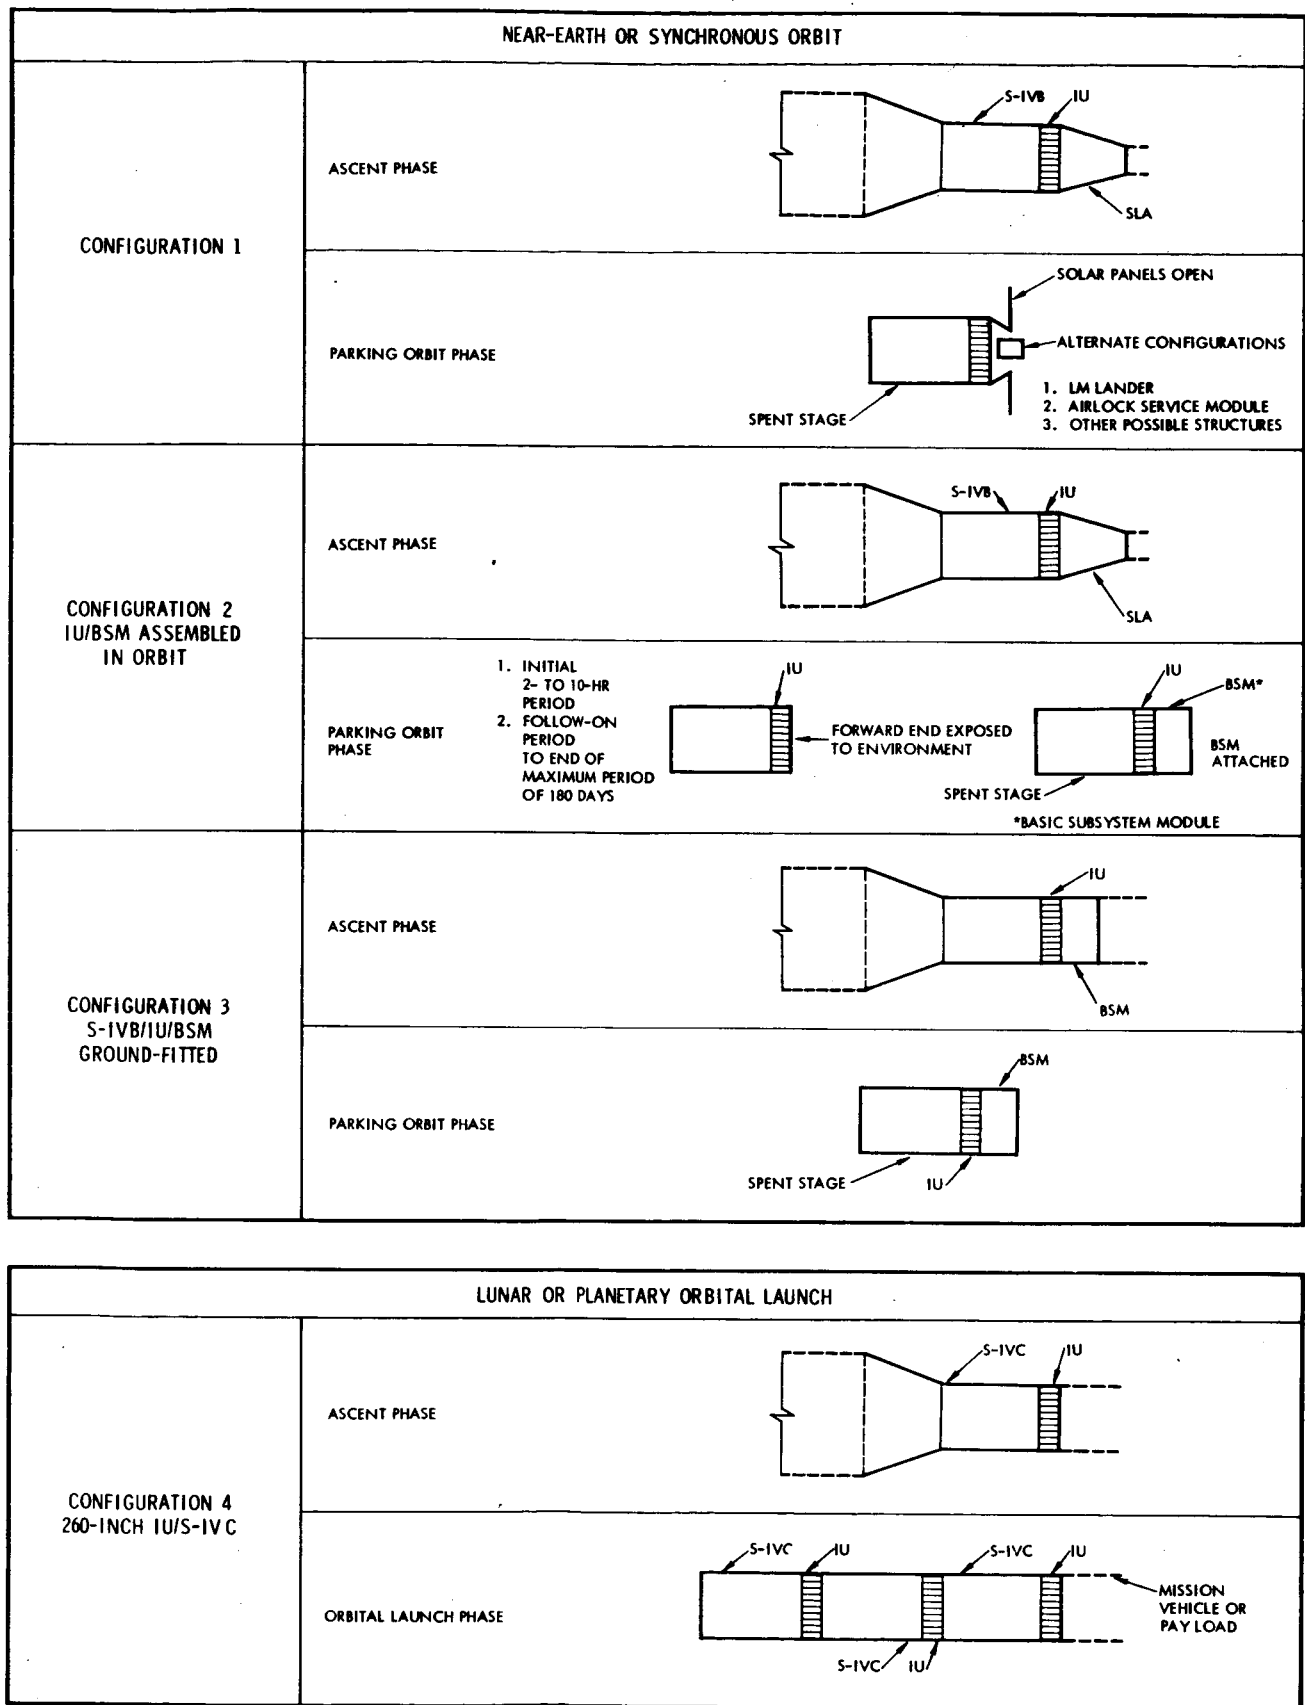 NEAR-EARTH OR SYNCHRONOUS ORBIT
CONFIGURATION 1
ASCENT PHASE
S-IVB
IU
SLA
PARKING ORBIT PHASE
SOLAR PANELS OPEN
ALTERNATE CONFIGURATIONS
1. LM LANDER
2. AIRLOCK SERVICE MODULE
3. OTHER POSSIBLE STRUCTURES
SPENT STAGE
CONFIGURATION 2
IU/BSM ASSEMBLED
IN ORBIT
ASCENT PHASE
S-IVB
IU
SLA
PARKING ORBIT
PHASE
1. INITIAL
2- TO 10-HR
PERIOD
2. FOLLOW-ON
PERIOD
TO END OF
MAXIMUM PERIOD
OF 180 DAYS
IU
FORWARD END EXPOSED
TO ENVIRONMENT
IU
BSM*
BSM
ATTACHED
SPENT STAGE
*BASIC SUBSYSTEM MODULE
CONFIGURATION 3
S-IVB/IU/BSM
GROUND-FITTED
ASCENT PHASE
IU
BSM
PARKING ORBIT PHASE
BSM
SPENT STAGE
IU
LUNAR OR PLANETARY ORBITAL LAUNCH
CONFIGURATION 4
260-INCH IU/S-IVC
ASCENT PHASE
S-IVC
IU
ORBITAL LAUNCH PHASE
S-IVC
IU
S-IVC
IU
MISSION
VEHICLE OR
PAY LOAD
S-IVC
IU